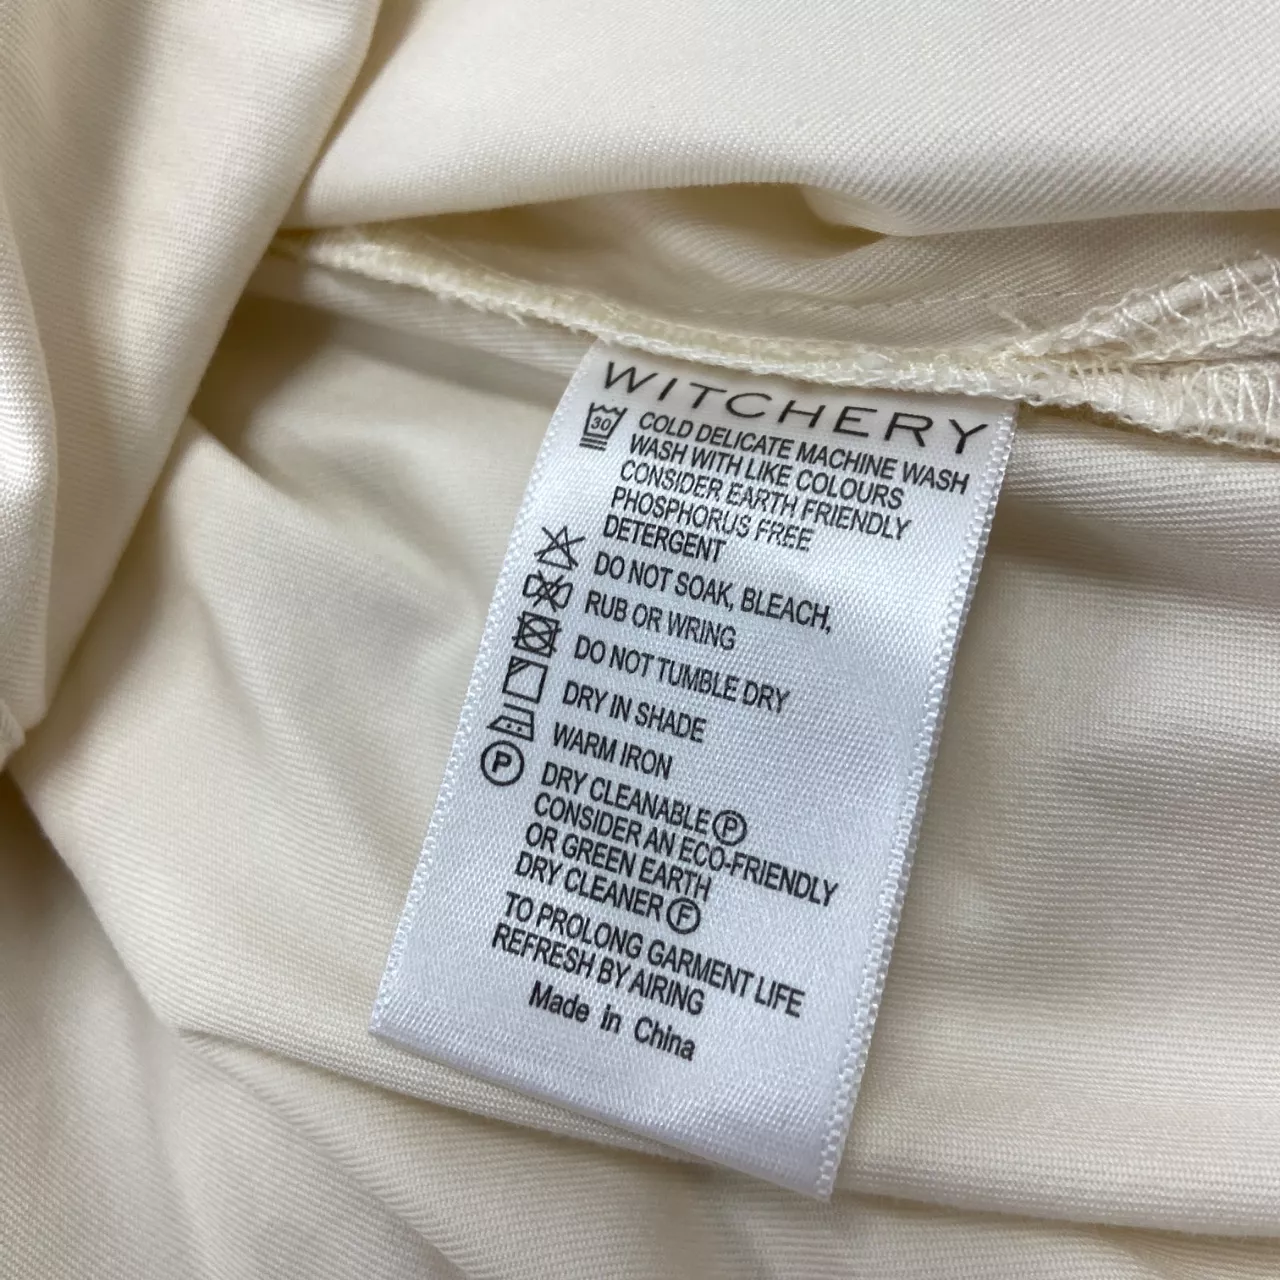 WITCHERY
30
COLD DELICATE MACHINE WASH
WASH WITH LIKE COLOURS
CONSIDER EARTH FRIENDLY
PHOSPHORUS FREE
DETERGENT
DO NOT SOAK, BLEACH,
RUB OR WRING
DO NOT TUMBLE DRY
DRY IN SHADE
WARM IRON
P
DRY CLEANABLE P
CONSIDER AN ECO-FRIENDLY
OR GREEN EARTH
DRY CLEANER F
TO PROLONG GARMENT LIFE
REFRESH BY AIRING
Made in China